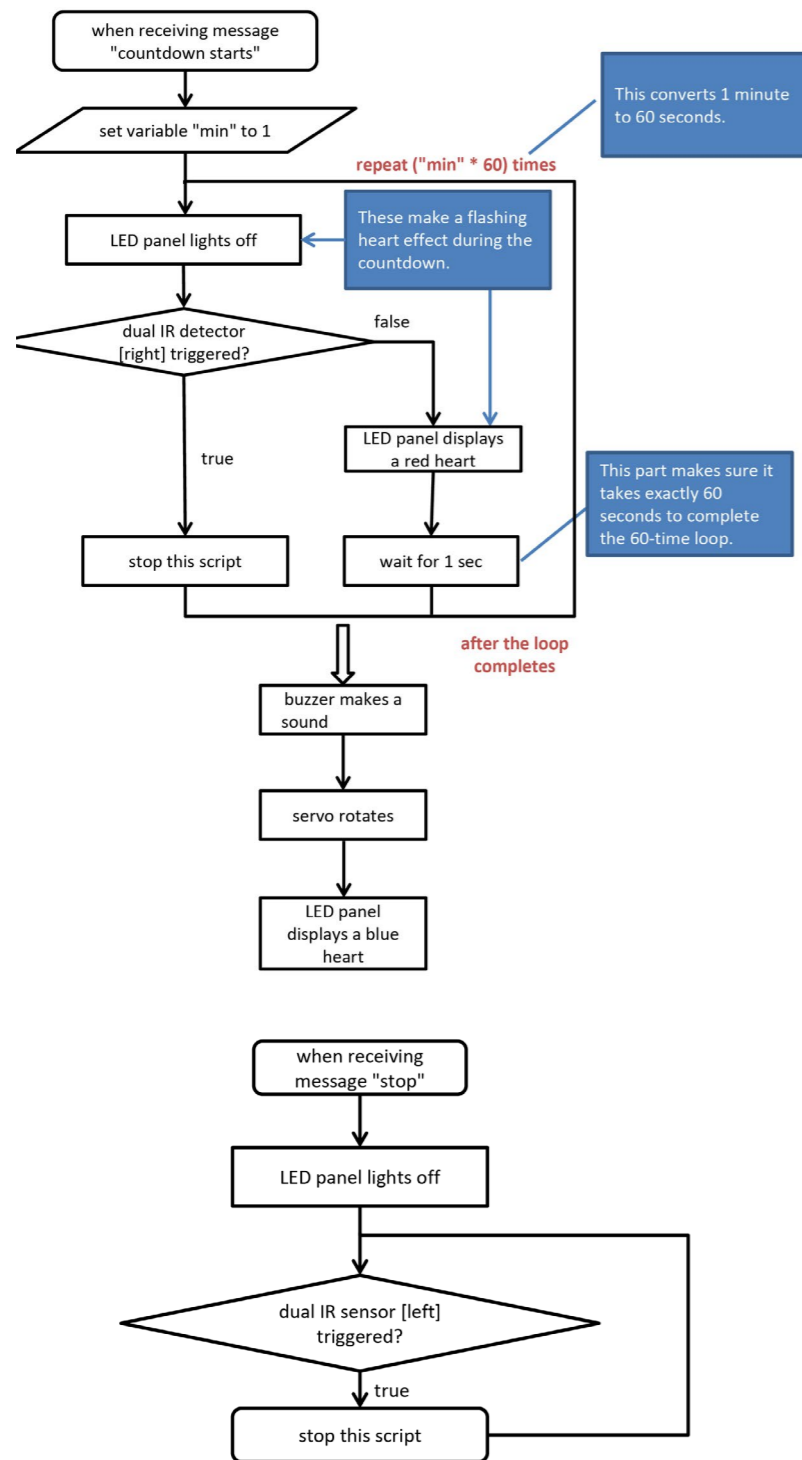 when receiving message
"countdown starts"
This converts 1 minute
to 60 seconds.
set variable "min" to 1
repeat ("min" * 60) times
These make a flashing
heart effect during the
countdown.
LED panel lights off
false
dual IR detector
[right] triggered?
LED panel displays
a red heart
true
This part makes sure it
takes exactly 60
seconds to complete
the 60-time loop.
stop this script
wait for 1 sec
after the loop
completes
buzzer makes a
sound
servo rotates
LED panel
displays a blue
heart
when receiving
message "stop"
LED panel lights off
dual IR sensor [left]
triggered?
true
stop this script